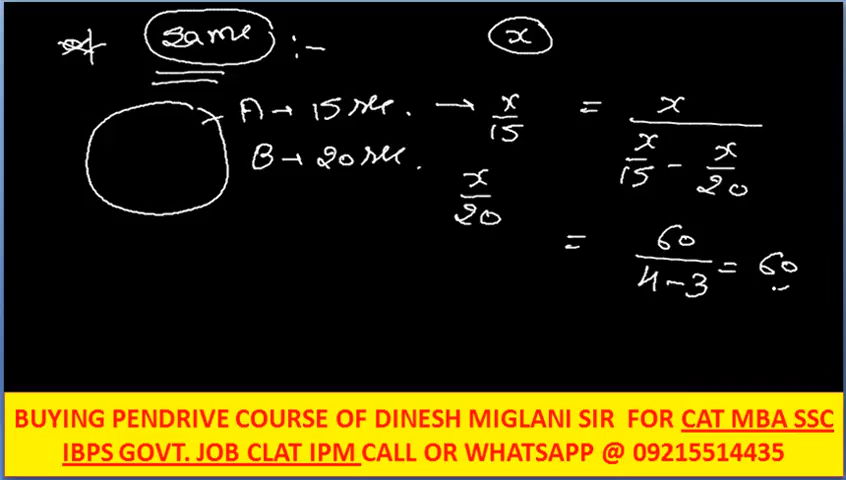 Same :- x
A → 15 sec. → x/15 = x / (x/15 - x/20)
B → 20 sec. x/20
= 60 / (4-3) = 60
BUYING PENDRIVE COURSE OF DINESH MIGLANI SIR FOR CAT MBA SSC
IBPS GOVT. JOB CLAT IPM CALL OR WHATSAPP @ 09215514435